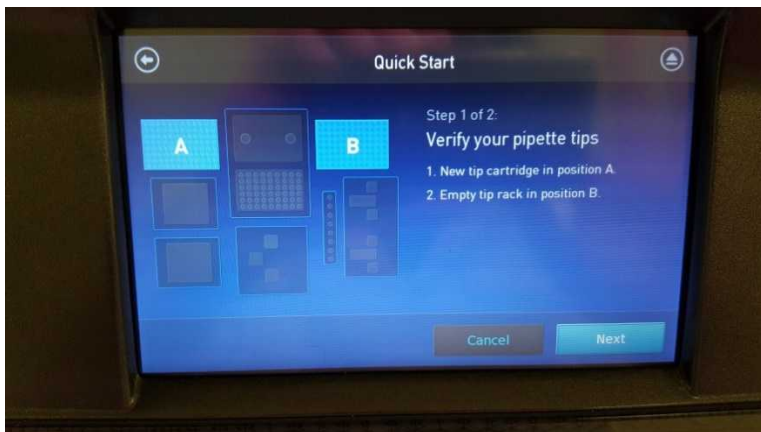 Quick Start
A
B
Step 1 of 2:
Verify your pipette tips
1. New tip cartridge in position A.
2. Empty tip rack in position B.
Cancel
Next